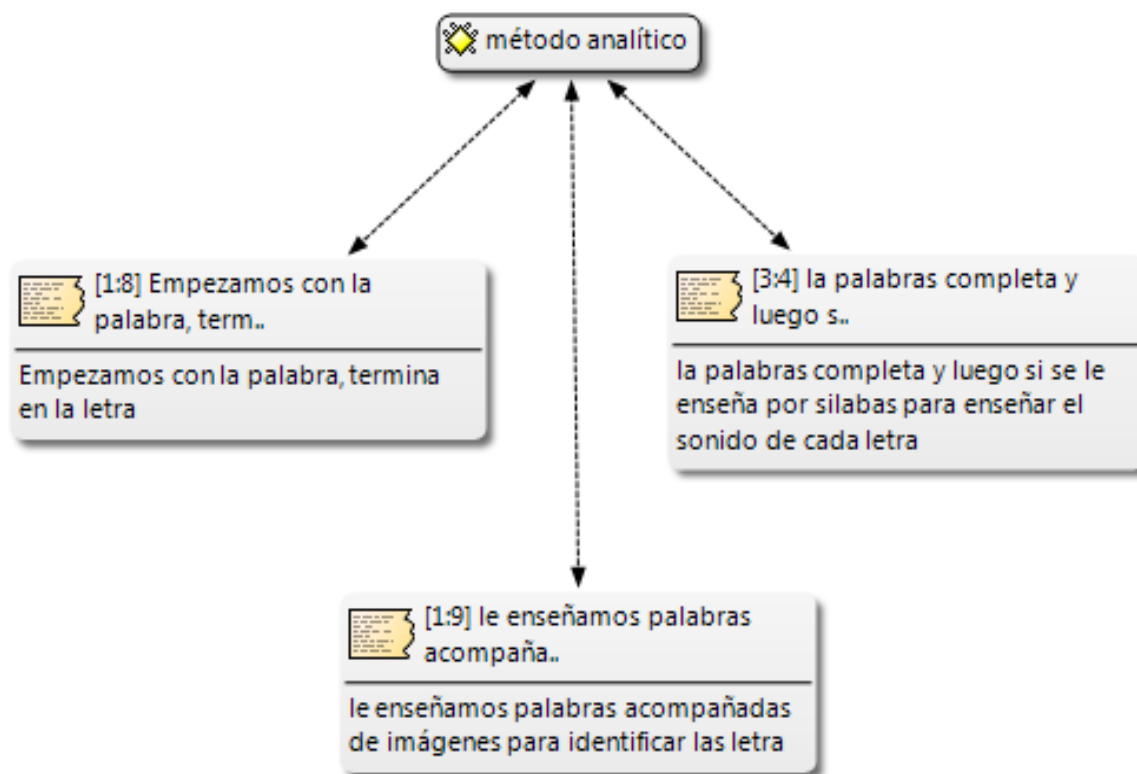 método analítico
[1:8] Empezamos con la
palabra, term..
Empezamos con la palabra, termina
en la letra
[3:4] la palabras completa y
luego s..
la palabras completa y luego si se le
enseña por silabas para enseñar el
sonido de cada letra
[1:9] le enseñamos palabras
acompaña..
le enseñamos palabras acompañadas
de imágenes para identificar las letra